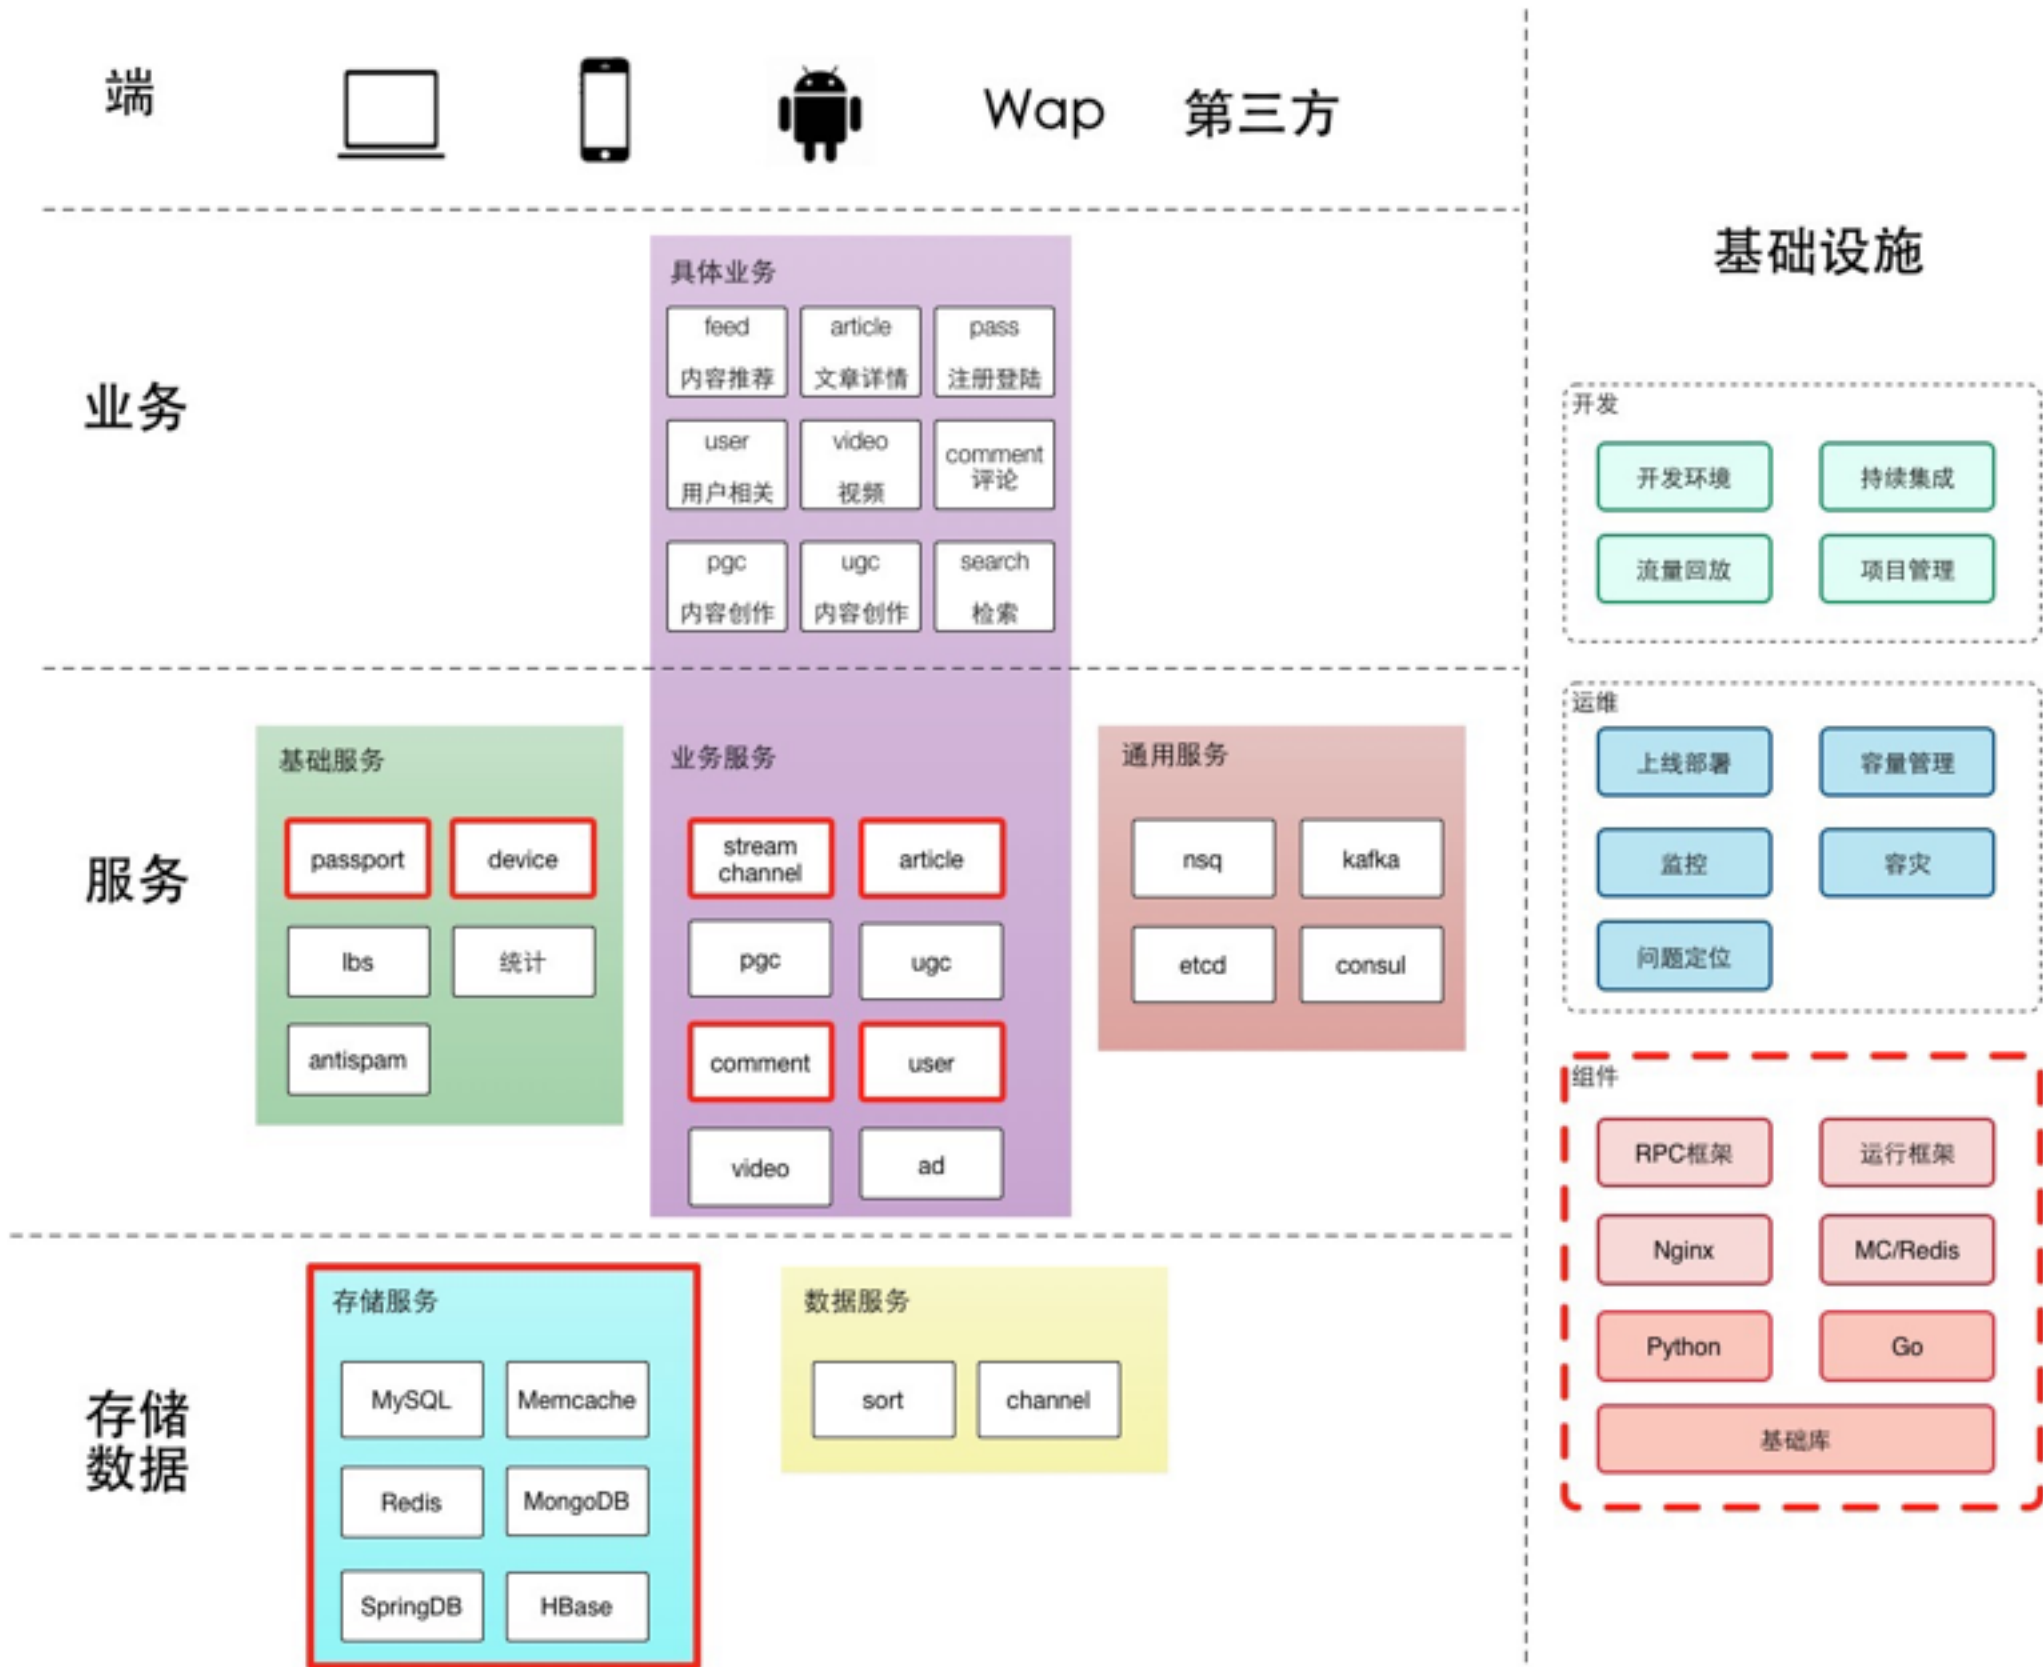 端
Wap
第三方
业务
具体业务
feed
内容推荐
article
文章详情
pass
注册登陆
user
用户相关
video
视频
comment
评论
pgc
内容创作
ugc
内容创作
search
检索
服务
基础服务
passport
device
lbs
统计
antispam
业务服务
stream
channel
article
pgc
ugc
comment
user
video
ad
通用服务
nsq
kafka
etcd
consul
存储
数据
存储服务
MySQL
Memcache
Redis
MongoDB
SpringDB
HBase
数据服务
sort
channel
基础设施
开发
开发环境
持续集成
流量回放
项目管理
运维
上线部署
容量管理
监控
容灾
问题定位
组件
RPC框架
运行框架
Nginx
MC/Redis
Python
Go
基础库